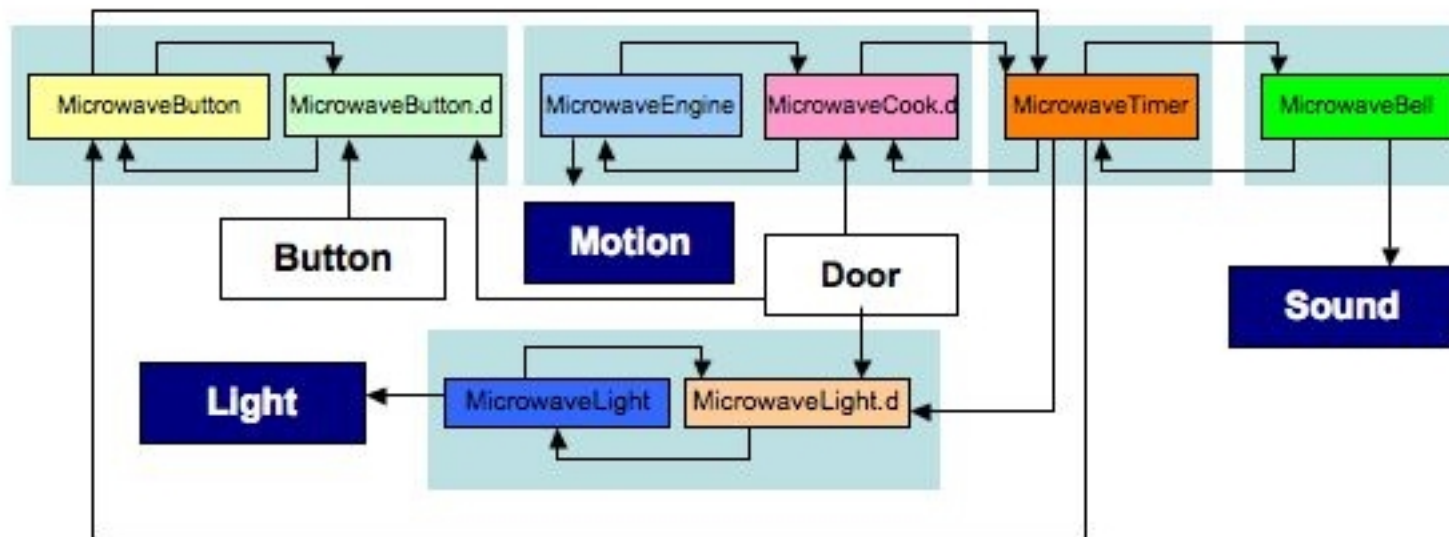 MicrowaveButton
MicrowaveButton.d
MicrowaveEngine
MicrowaveCook.d
MicrowaveTimer
MicrowaveBell
Button
Motion
Door
Sound
Light
MicrowaveLight
MicrowaveLight.d